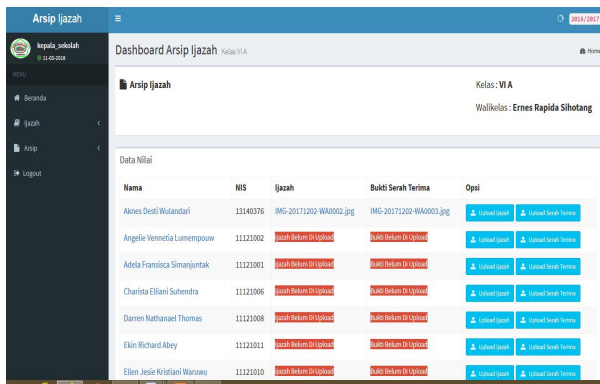 Arsip Ijazah
2016/2017
kepala_sekolah
11-03-2018
MENU
Beranda
Ijazah
Arsip
Logout
Dashboard Arsip Ijazah Kelas VI A
Home
Arsip Ijazah
Kelas : VI A
Walikelas : Ernes Rapida Sihotang
Data Nilai
Nama NIS Ijazah Bukti Serah Terima Opsi
Aknes Desti Wulandari 13140376 IMG-20171202-WA0002.jpg IMG-20171202-WA0003.jpg Upload Ijazah Upload Serah Terima
Angelie Vennetia Lumempouw 11121002 Ijazah Belum Di Upload Bukti Belum Di Upload Upload Ijazah Upload Serah Terima
Adela Fransisca Simanjuntak 11121001 Ijazah Belum Di Upload Bukti Belum Di Upload Upload Ijazah Upload Serah Terima
Charista Elliani Suhendra 11121006 Ijazah Belum Di Upload Bukti Belum Di Upload Upload Ijazah Upload Serah Terima
Darren Nathanael Thomas 11121008 Ijazah Belum Di Upload Bukti Belum Di Upload Upload Ijazah Upload Serah Terima
Ekin Richard Abey 11121011 Ijazah Belum Di Upload Bukti Belum Di Upload Upload Ijazah Upload Serah Terima
Ellen Jesie Kristiani Waruwu 11121010 Ijazah Belum Di Upload Bukti Belum Di Upload Upload Ijazah Upload Serah Terima